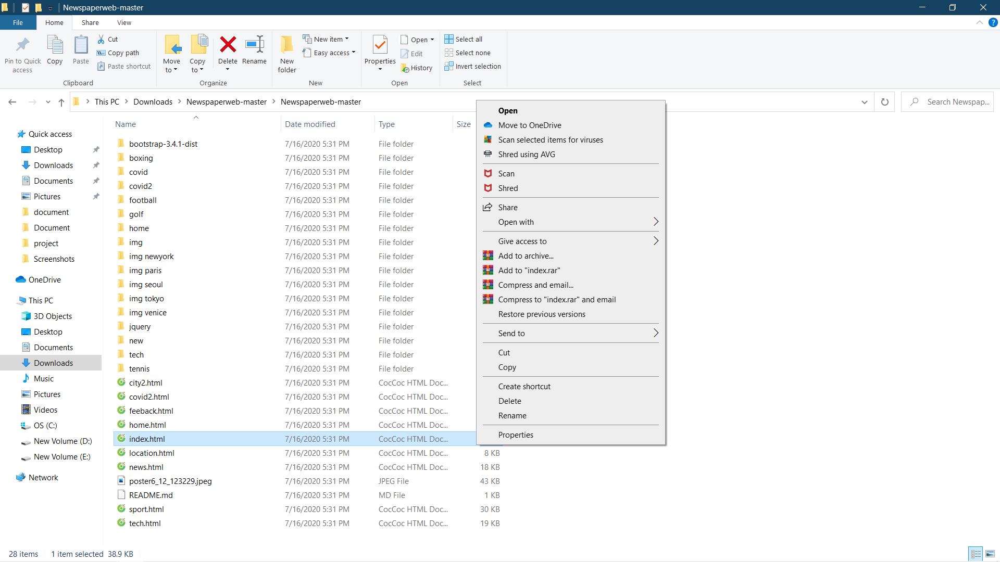 Newspaperweb-master
File Home Share View
Pin to Quick access
Copy
Paste
Cut
Copy path
Paste shortcut
Clipboard
Move to
Copy to
Delete
Rename
Organize
New folder
New item
Easy access
New
Properties
Open
Edit
History
Open
Select all
Select none
Invert selection
Select
This PC Downloads Newspaperweb-master Newspaperweb-master
Search Newspap...
Quick access
Desktop
Downloads
Documents
Pictures
document
Document
project
Screenshots
OneDrive
This PC
3D Objects
Desktop
Documents
Downloads
Music
Pictures
Videos
OS (C:)
New Volume (D:)
New Volume (E:)
Network
Name Date modified Type Size
bootstrap-3.4.1-dist 7/16/2020 5:31 PM File folder
boxing 7/16/2020 5:31 PM File folder
covid 7/16/2020 5:31 PM File folder
covid2 7/16/2020 5:31 PM File folder
football 7/16/2020 5:31 PM File folder
golf 7/16/2020 5:31 PM File folder
home 7/16/2020 5:31 PM File folder
img 7/16/2020 5:31 PM File folder
img newyork 7/16/2020 5:31 PM File folder
img paris 7/16/2020 5:31 PM File folder
img seoul 7/16/2020 5:31 PM File folder
img tokyo 7/16/2020 5:31 PM File folder
img venice 7/16/2020 5:31 PM File folder
jquery 7/16/2020 5:31 PM File folder
new 7/16/2020 5:31 PM File folder
tech 7/16/2020 5:31 PM File folder
tennis 7/16/2020 5:31 PM File folder
city2.html 7/16/2020 5:31 PM CocCoc HTML Doc...
covid2.html 7/16/2020 5:31 PM CocCoc HTML Doc...
feeback.html 7/16/2020 5:31 PM CocCoc HTML Doc...
home.html 7/16/2020 5:31 PM CocCoc HTML Doc...
index.html 7/16/2020 5:31 PM CocCoc HTML Doc...
location.html 7/16/2020 5:31 PM CocCoc HTML Doc... 8 KB
news.html 7/16/2020 5:31 PM CocCoc HTML Doc... 18 KB
poster6_12_123229.jpeg 7/16/2020 5:31 PM JPEG File 43 KB
README.md 7/16/2020 5:31 PM MD File 1 KB
sport.html 7/16/2020 5:31 PM CocCoc HTML Doc... 30 KB
tech.html 7/16/2020 5:31 PM CocCoc HTML Doc... 19 KB
Open
Move to OneDrive
Scan selected items for viruses
Shred using AVG
Scan
Shred
Share
Open with
Give access to
Add to archive...
Add to "index.rar"
Compress and email...
Compress to "index.rar" and email
Restore previous versions
Send to
Cut
Copy
Create shortcut
Delete
Rename
Properties
28 items 1 item selected 38.9 KB